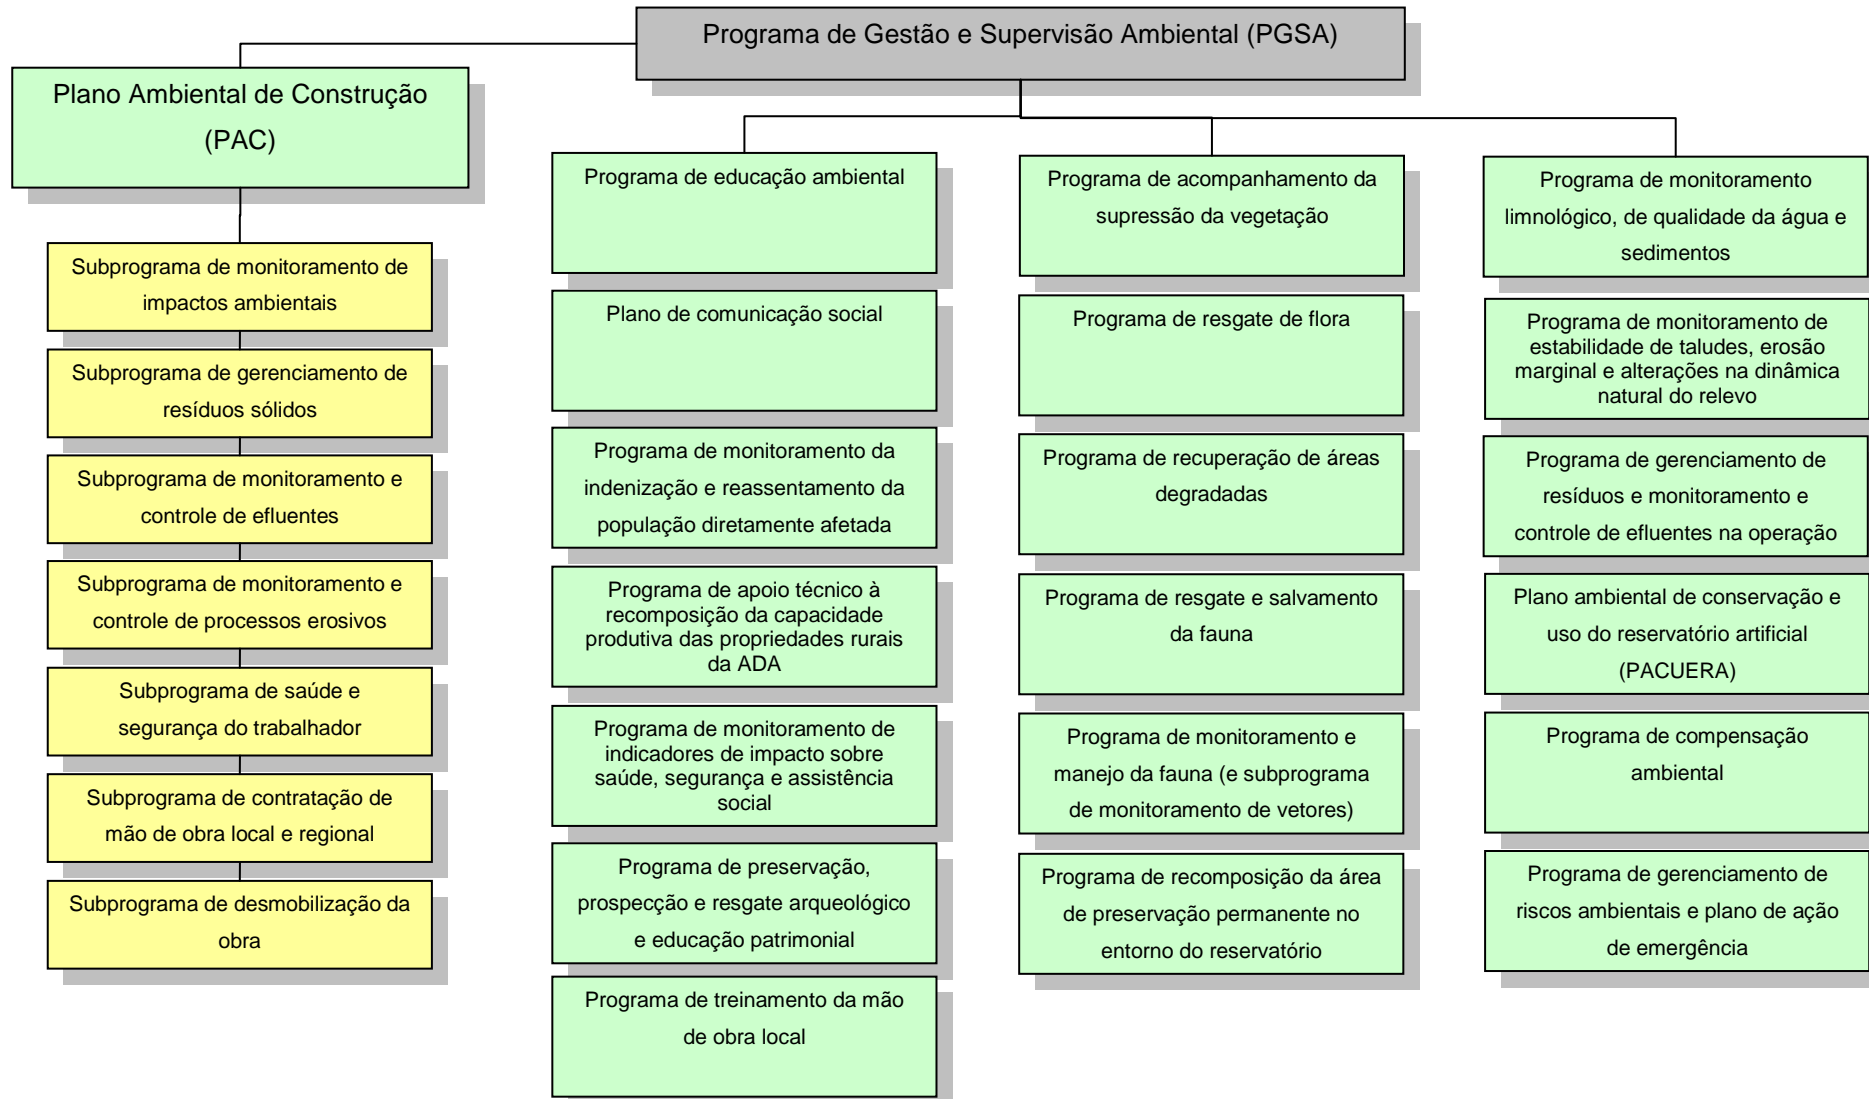 Programa de Gestão e Supervisão Ambiental (PGSA)
Plano Ambiental de Construção
(PAC)
Subprograma de monitoramento de
impactos ambientais
Subprograma de gerenciamento de
resíduos sólidos
Subprograma de monitoramento e
controle de efluentes
Subprograma de monitoramento e
controle de processos erosivos
Subprograma de saúde e
segurança do trabalhador
Subprograma de contratação de
mão de obra local e regional
Subprograma de desmobilização da
obra
Programa de educação ambiental
Plano de comunicação social
Programa de monitoramento da
indenização e reassentamento da
população diretamente afetada
Programa de apoio técnico à
recomposição da capacidade
produtiva das propriedades rurais
da ADA
Programa de monitoramento de
indicadores de impacto sobre
saúde, segurança e assistência
social
Programa de preservação,
prospecção e resgate arqueológico
e educação patrimonial
Programa de treinamento da mão
de obra local
Programa de acompanhamento da
supressão da vegetação
Programa de resgate de flora
Programa de recuperação de áreas
degradadas
Programa de resgate e salvamento
da fauna
Programa de monitoramento e
manejo da fauna (e subprograma
de monitoramento de vetores)
Programa de recomposição da área
de preservação permanente no
entorno do reservatório
Programa de monitoramento
limnológico, de qualidade da água e
sedimentos
Programa de monitoramento de
estabilidade de taludes, erosão
marginal e alterações na dinâmica
natural do relevo
Programa de gerenciamento de
resíduos e monitoramento e
controle de efluentes na operação
Plano ambiental de conservação e
uso do reservatório artificial
(PACUERA)
Programa de compensação
ambiental
Programa de gerenciamento de
riscos ambientais e plano de ação
de emergência